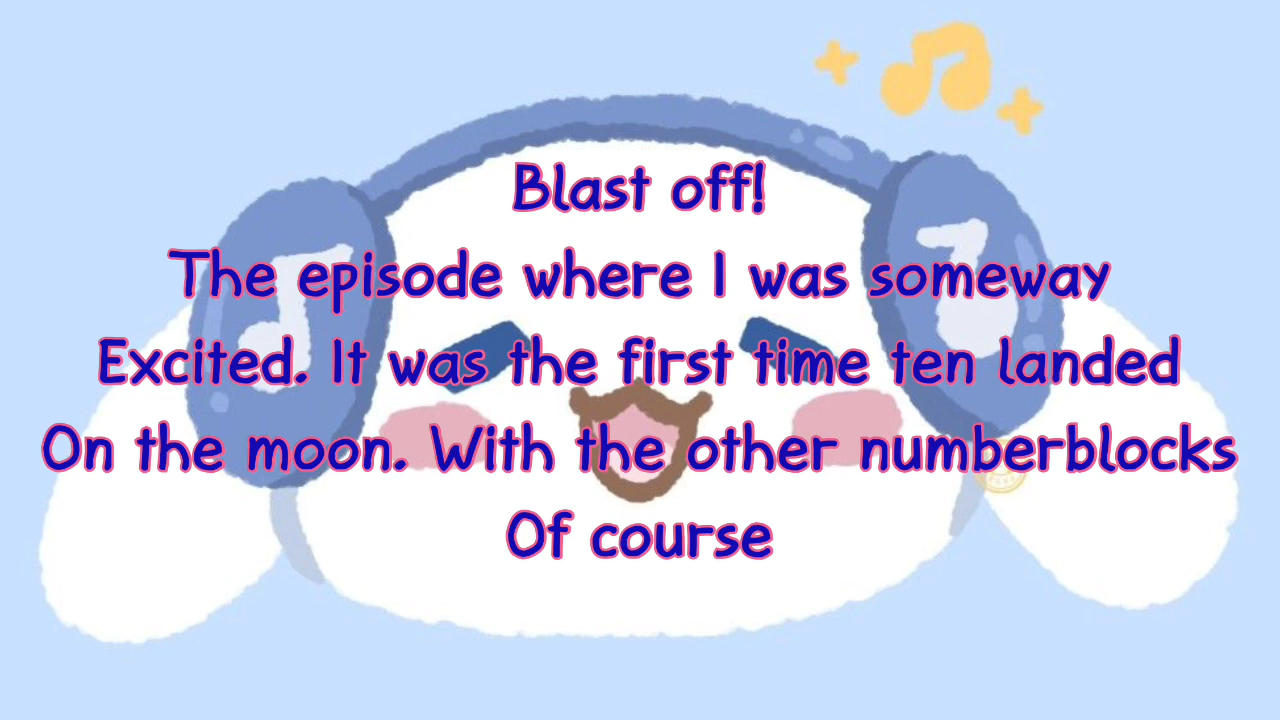 Blast off!
The episode where I was someway
Excited. It was the first time ten landed
On the moon. With the other numberblocks
Of course